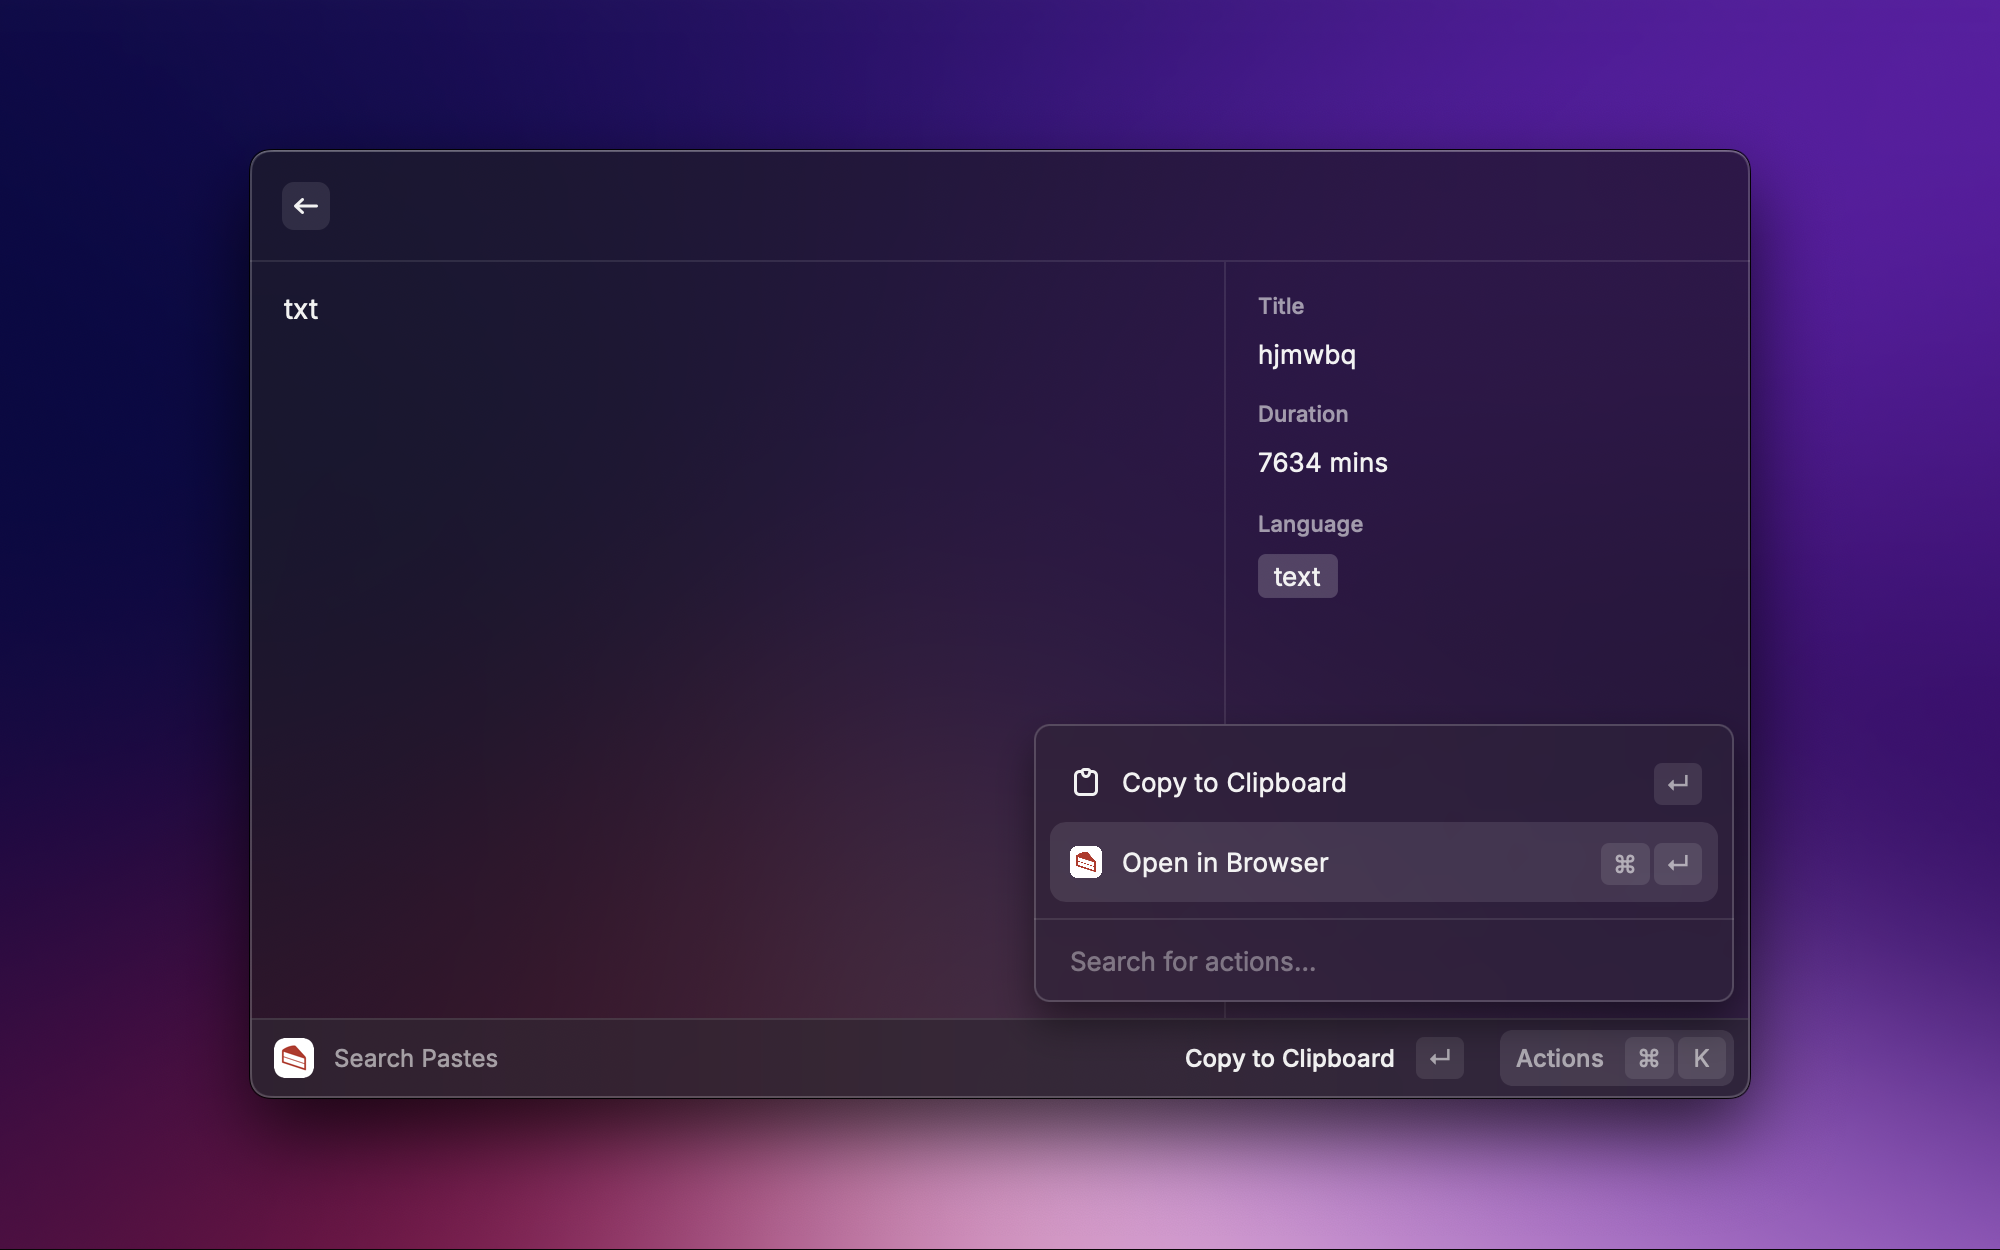 txt
Title
hjmwbq
Duration
7634 mins
Language
text
Copy to Clipboard ↵
Open in Browser ⌘ ↵
Search for actions...
Search Pastes Copy to Clipboard ↵ Actions ⌘ K